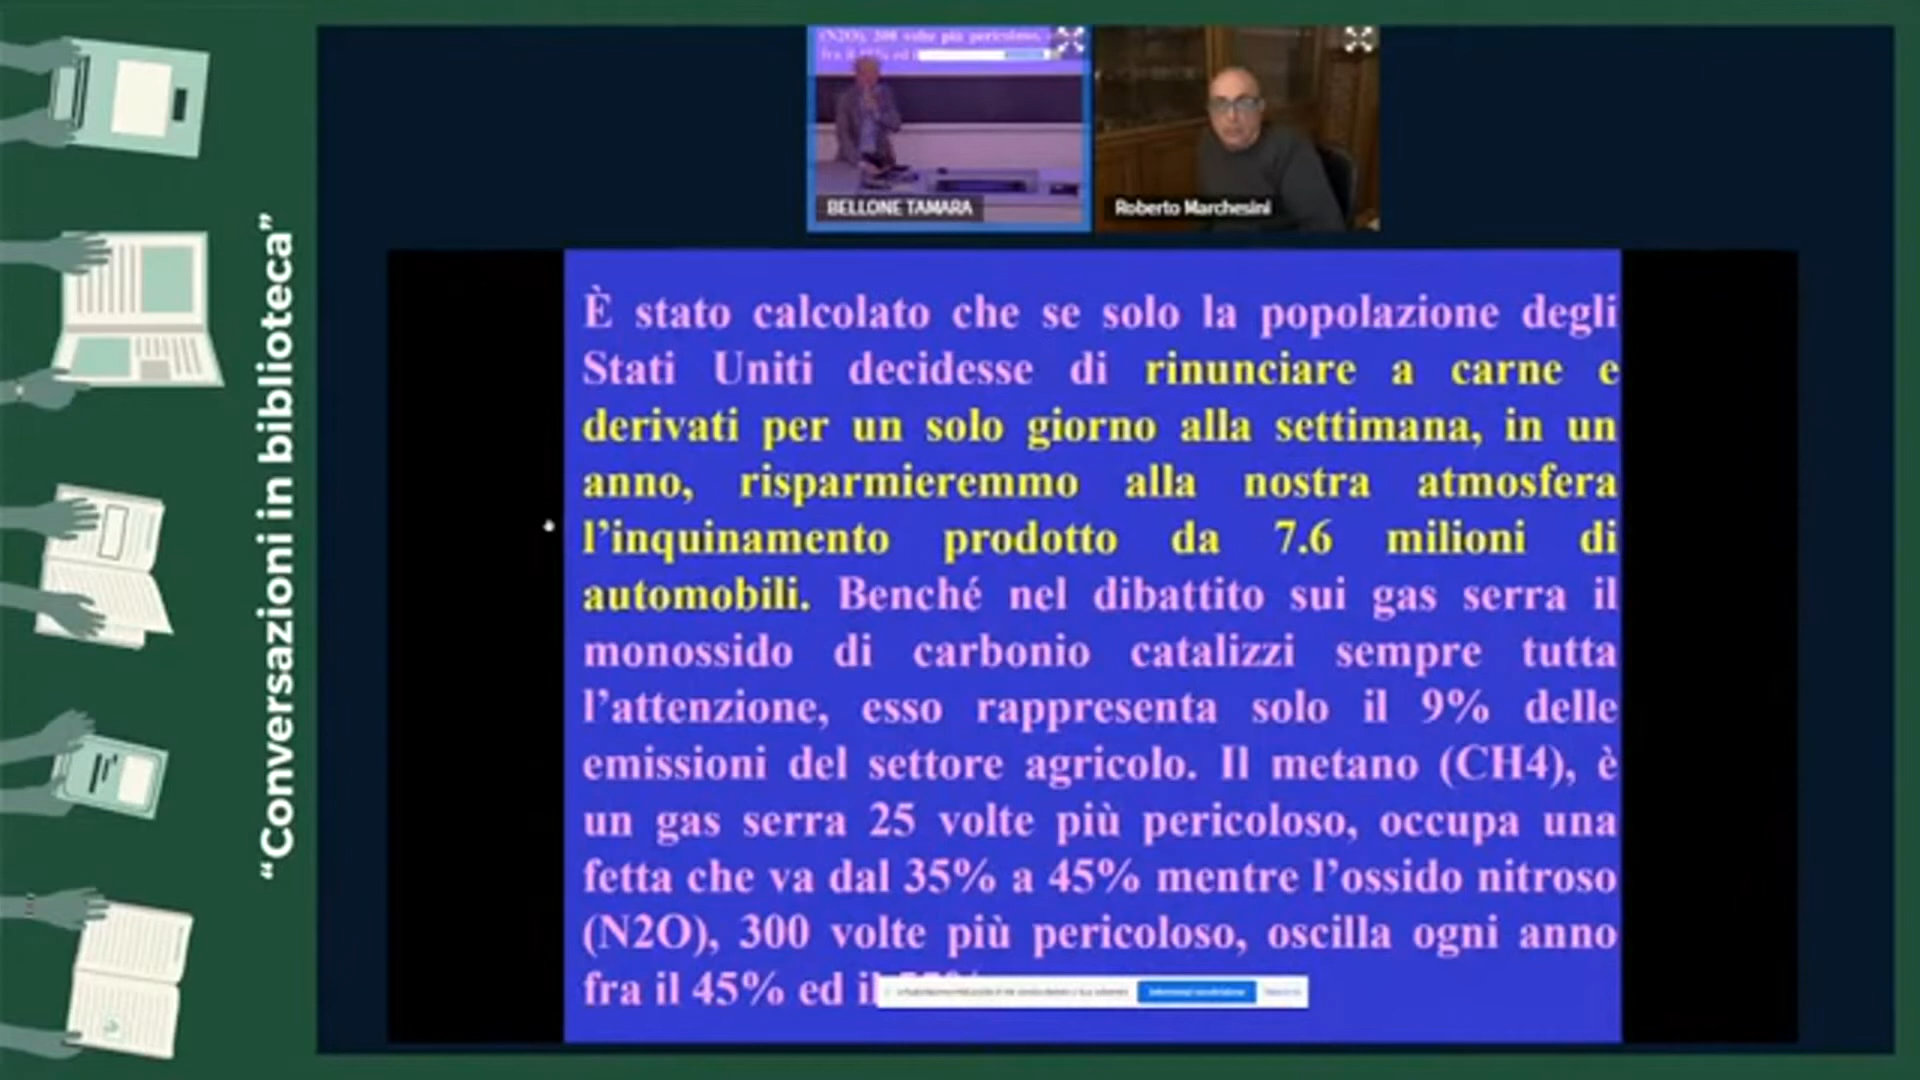 “Conversazioni in biblioteca”
(N2O), 300 volte più pericoloso,
BELLONE TAMARA
Roberto Marchesini
È stato calcolato che se solo la popolazione degli
Stati Uniti decidesse di rinunciare a carne e
derivati per un solo giorno alla settimana, in un
anno, risparmieremmo alla nostra atmosfera
l’inquinamento prodotto da 7.6 milioni di
automobili. Benché nel dibattito sui gas serra il
monossido di carbonio catalizzi sempre tutta
l’attenzione, esso rappresenta solo il 9% delle
emissioni del settore agricolo. Il metano (CH4), è
un gas serra 25 volte più pericoloso, occupa una
fetta che va dal 35% a 45% mentre l’ossido nitroso
(N2O), 300 volte più pericoloso, oscilla ogni anno
fra il 45% ed il